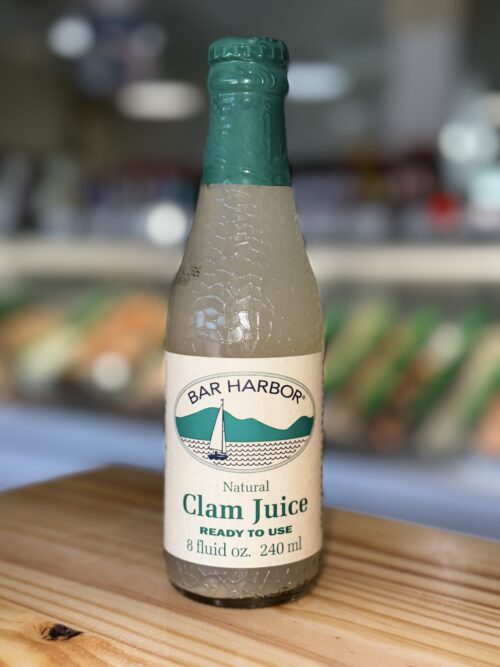 BAR HARBOR®
Natural
Clam Juice
READY TO USE
8 fluid oz. 240 ml